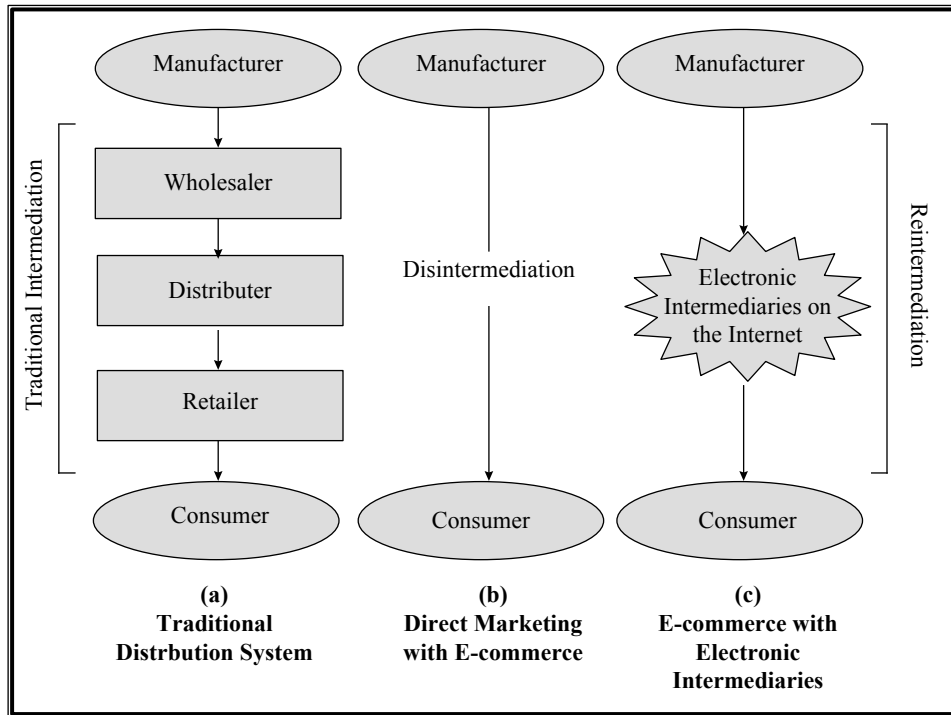 Manufacturer
Wholesaler
Distributer
Retailer
Consumer
Traditional Intermediation
(a)
Traditional
Distrbution System
Manufacturer
Disintermediation
Consumer
(b)
Direct Marketing
with E-commerce
Manufacturer
Electronic
Intermediaries on
the Internet
Consumer
Reintermediation
(c)
E-commerce with
Electronic
Intermediaries